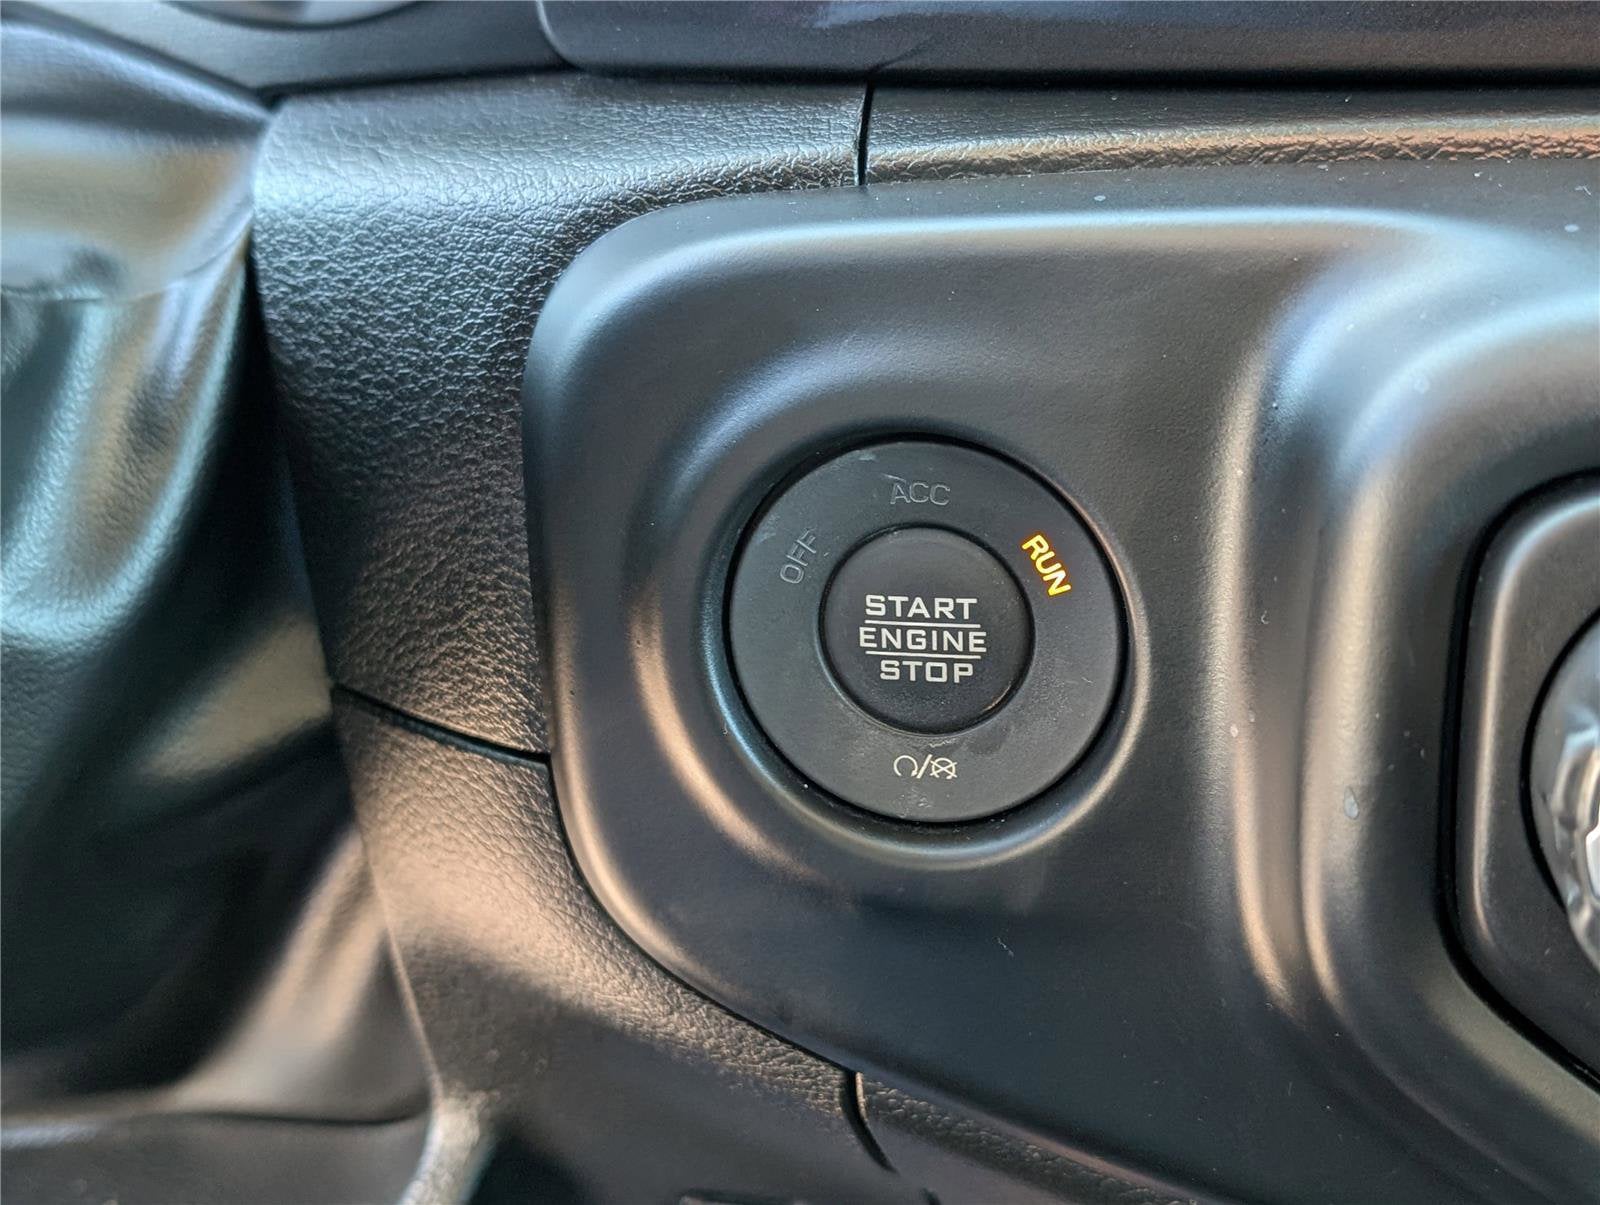 ACC
OFF
RUN
START
ENGINE
STOP